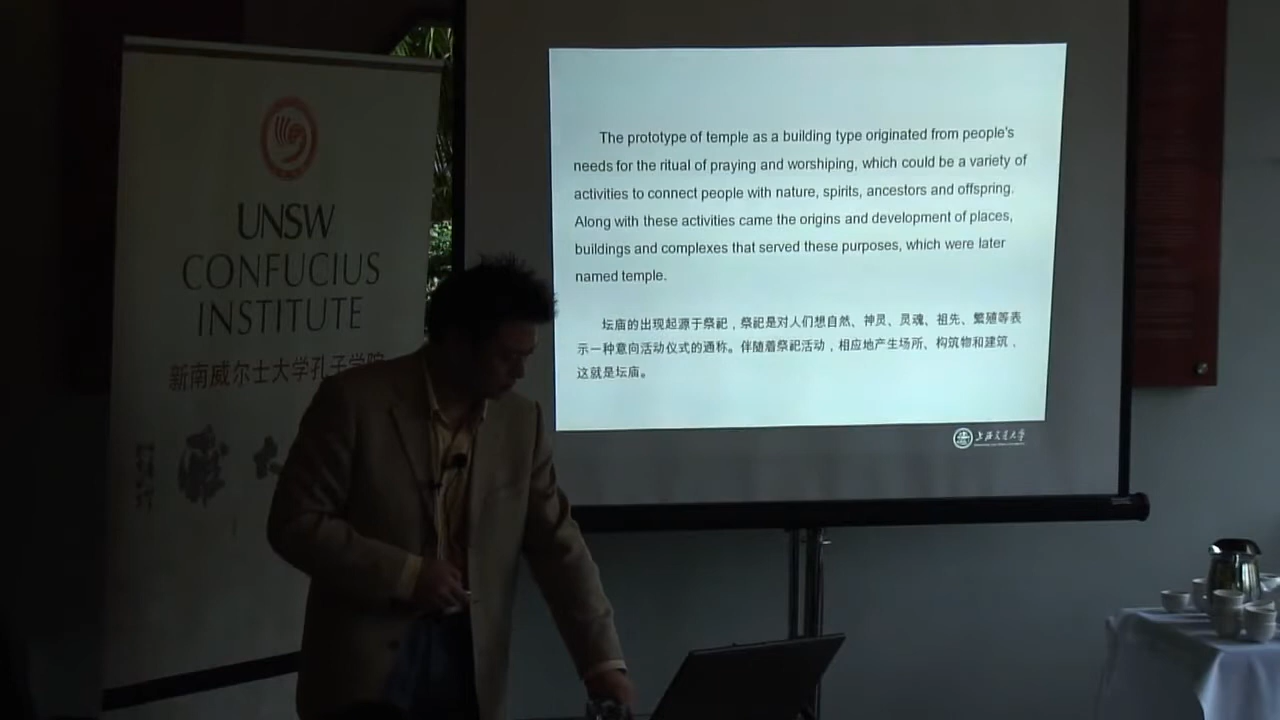 UNSW
CONFUCIUS
INSTITUTE
新南威尔士大学孔子学院
The prototype of temple as a building type originated from people's
needs for the ritual of praying and worshiping, which could be a variety of
activities to connect people with nature, spirits, ancestors and offspring.
Along with these activities came the origins and development of places,
buildings and complexes that served these purposes, which were later
named temple.
坛庙的出现起源于祭祀，祭祀是对人们想自然、神灵、灵魂、祖先、繁殖等表
示一种意向活动仪式的通称。伴随着祭祀活动，相应地产生场所、构筑物和建筑，
这就是坛庙。
上海交通大学